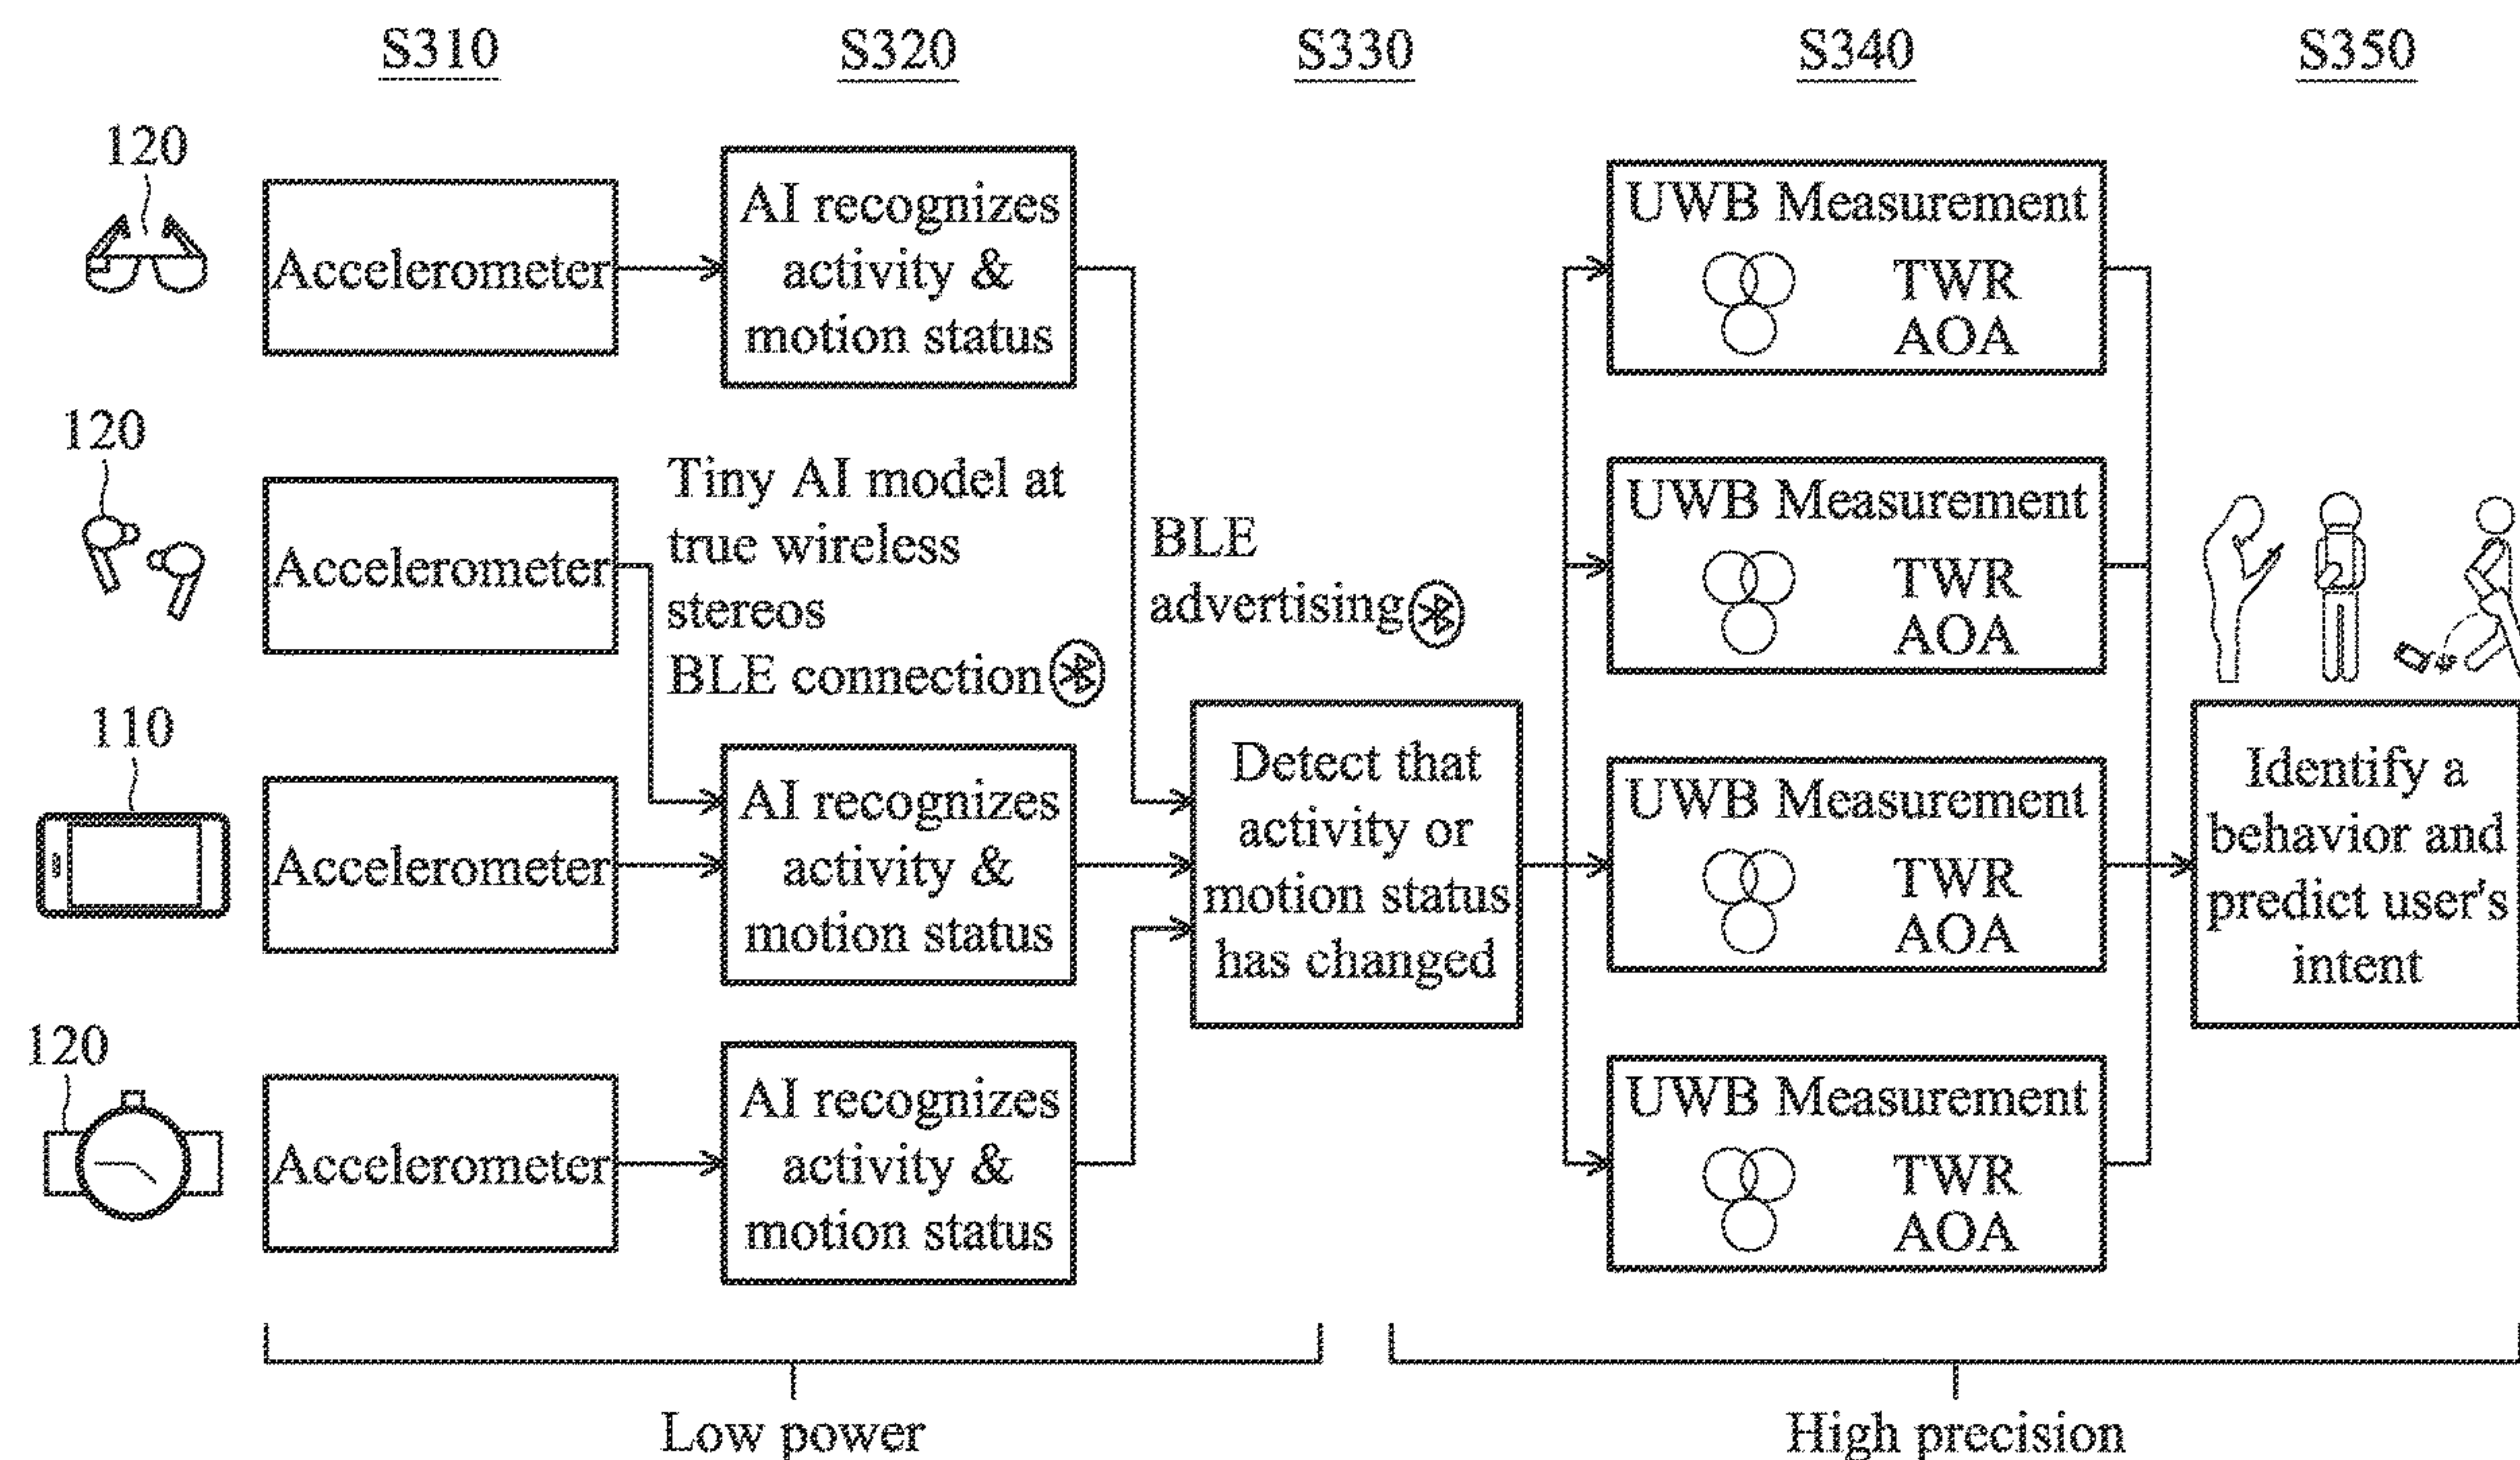 S310
S320
S330
S340
S350
120
Accelerometer
AI recognizes
activity &
motion status
UWB Measurement
TWR
AOA
120
Accelerometer
Tiny AI model at
true wireless
stereos
BLE connection
BLE
advertising
UWB Measurement
TWR
AOA
110
Accelerometer
AI recognizes
activity &
motion status
Detect that
activity or
motion status
has changed
UWB Measurement
TWR
AOA
Identify a
behavior and
predict user's
intent
120
Accelerometer
AI recognizes
activity &
motion status
UWB Measurement
TWR
AOA
Low power
High precision